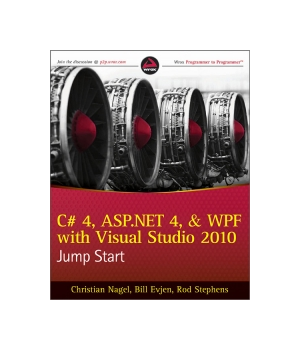 Join the discussion @ p2p.wrox.com
Wrox Programmer to Programmer™
wrox
C# 4, ASP.NET 4, & WPF
with Visual Studio 2010
Jump Start
Christian Nagel, Bill Evjen, Rod Stephens